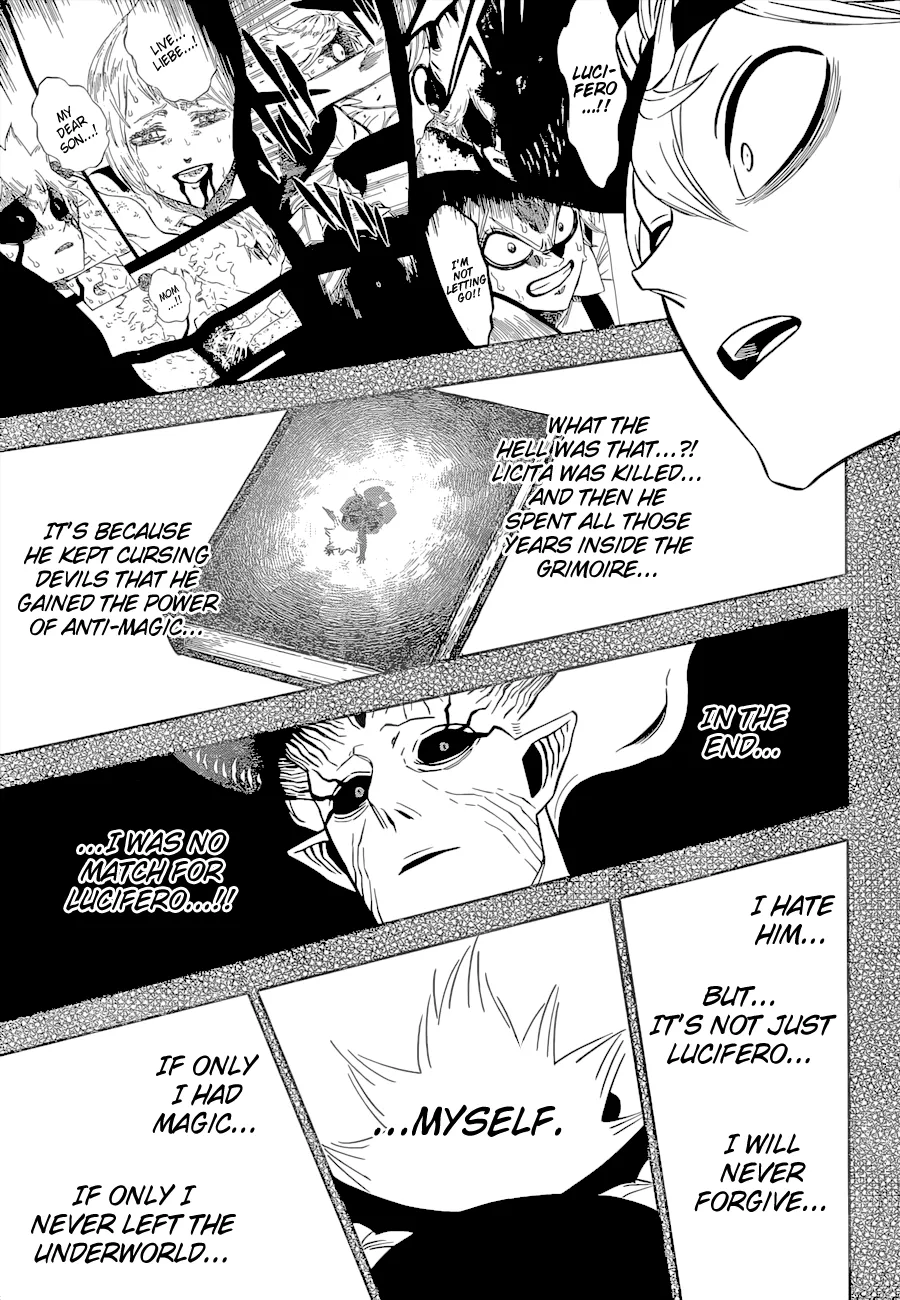 LUCI-
FERO
...!!
I'M
NOT
LETTING
GO!!
LIVE...
LIEBE...!
MY
DEAR
SON...!
MOM
...!!
WHAT THE
HELL WAS THAT...?!
LICITA WAS KILLED...
AND THEN HE
SPENT ALL THOSE
YEARS INSIDE THE
GRIMOIRE...
IT'S BECAUSE
HE KEPT CURSING
DEVILS THAT HE
GAINED THE POWER
OF ANTI-MAGIC...
IN THE
END...
...I WAS NO
MATCH FOR
LUCIFERO...!!
I HATE
HIM...
BUT...
IT'S NOT JUST
LUCIFERO...
I WILL
NEVER
FORGIVE...
...MYSELF.
IF ONLY
I HAD
MAGIC...
IF ONLY I
NEVER LEFT THE
UNDERWORLD...